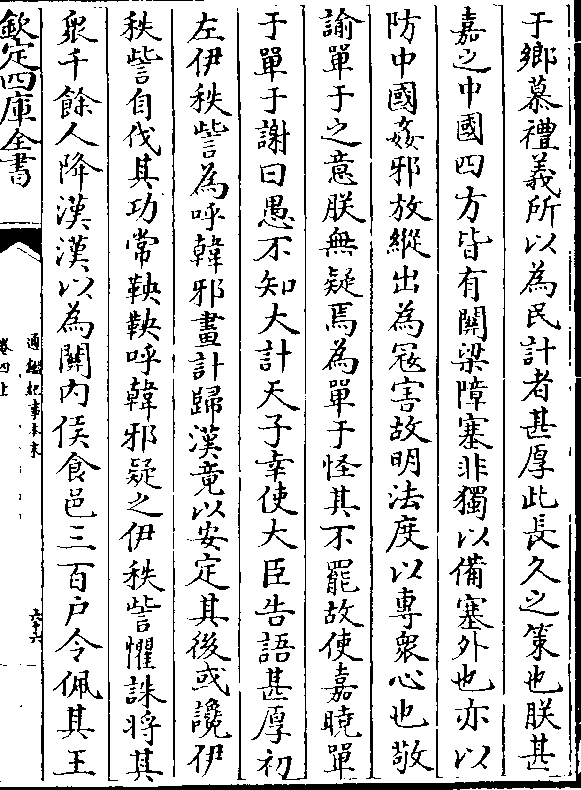 于鄉慕禮義所以為民計者甚厚此長久之策也朕甚
嘉之中國四方皆有關梁障塞非獨以備塞外也亦以
防中國姦邪放縱出為寇害故明法度以專衆心也敬
諭單于之意朕無疑焉為單于怪其不罷故使嘉曉單
于單于謝曰愚不知大計天子幸使大臣告語甚厚初
左伊秩訾為呼韓邪畫計歸漢竟以安定其後或讒伊
秩訾自伐其功常鞅鞅呼韓邪疑之伊秩訾懼誅將其
衆千餘人降漢漢以為關内侯食邑三百户令佩其王
欽定四庫全書
通鑑紀事本末
卷四上
六十六